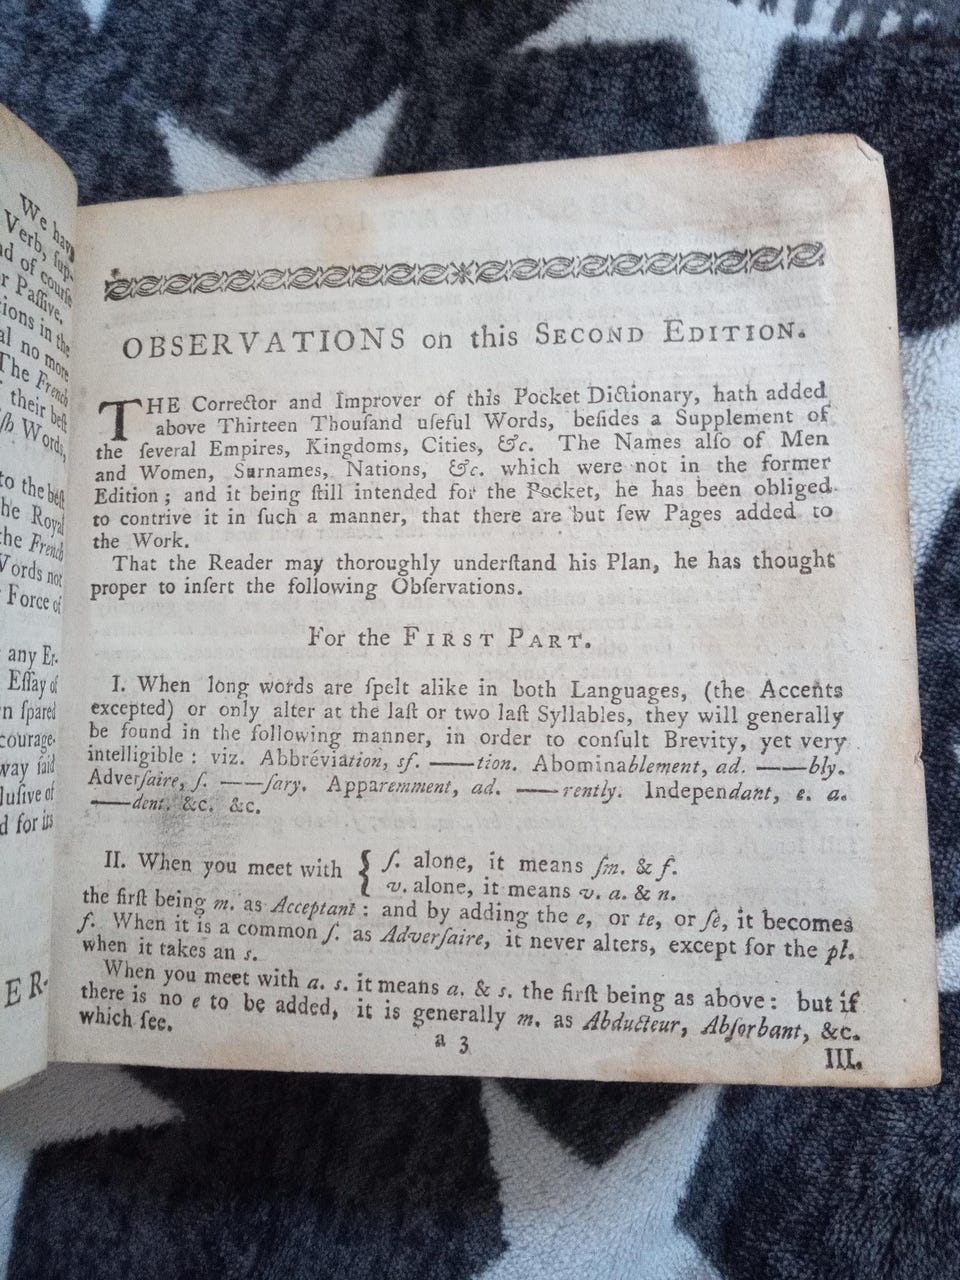 We have
Verb, ſup-
nd of courſe
r Paſſive.
tions in the
al no more
The French
their beſt
ſh Words,
to the beſt
he Royal
the French
Words not
Force of
any Er-
Eſſay of
n ſpared
courage-
way ſaid
luſive of
d for its
ER-
OBSERVATIONS on this SECOND EDITION.
THE Corrector and Improver of this Pocket Dictionary, hath added
above Thirteen Thouſand uſeful Words, beſides a Supplement of
the ſeveral Empires, Kingdoms, Cities, &c. The Names alſo of Men
and Women, Surnames, Nations, &c. which were not in the former
Edition; and it being ſtill intended for the Pocket, he has been obliged
to contrive it in ſuch a manner, that there are but few Pages added to
the Work.
That the Reader may thoroughly underſtand his Plan, he has thought
proper to inſert the following Obſervations.
For the FIRST PART.
I. When long words are ſpelt alike in both Languages, (the Accents
excepted) or only alter at the laſt or two laſt Syllables, they will generally
be found in the following manner, in order to conſult Brevity, yet very
intelligible: viz. Abbréviation, sf. ——tion. Abominablement, ad. ——bly.
Adverſaire, ſ. ——ſary. Apparemment, ad. ——rently. Independant, e. a.
——dent. &c. &c.
II. When you meet with { ſ. alone, it means ſm. & f.
v. alone, it means v. a. & n.
the firſt being m. as Acceptant: and by adding the e, or te, or ſe, it becomes
f. When it is a common ſ. as Adverſaire, it never alters, except for the pl.
when it takes an s.
When you meet with a. s. it means a. & s. the firſt being as above: but if
there is no e to be added, it is generally m. as Abducteur, Abſorbant, &c.
which ſee.
a 3
III.